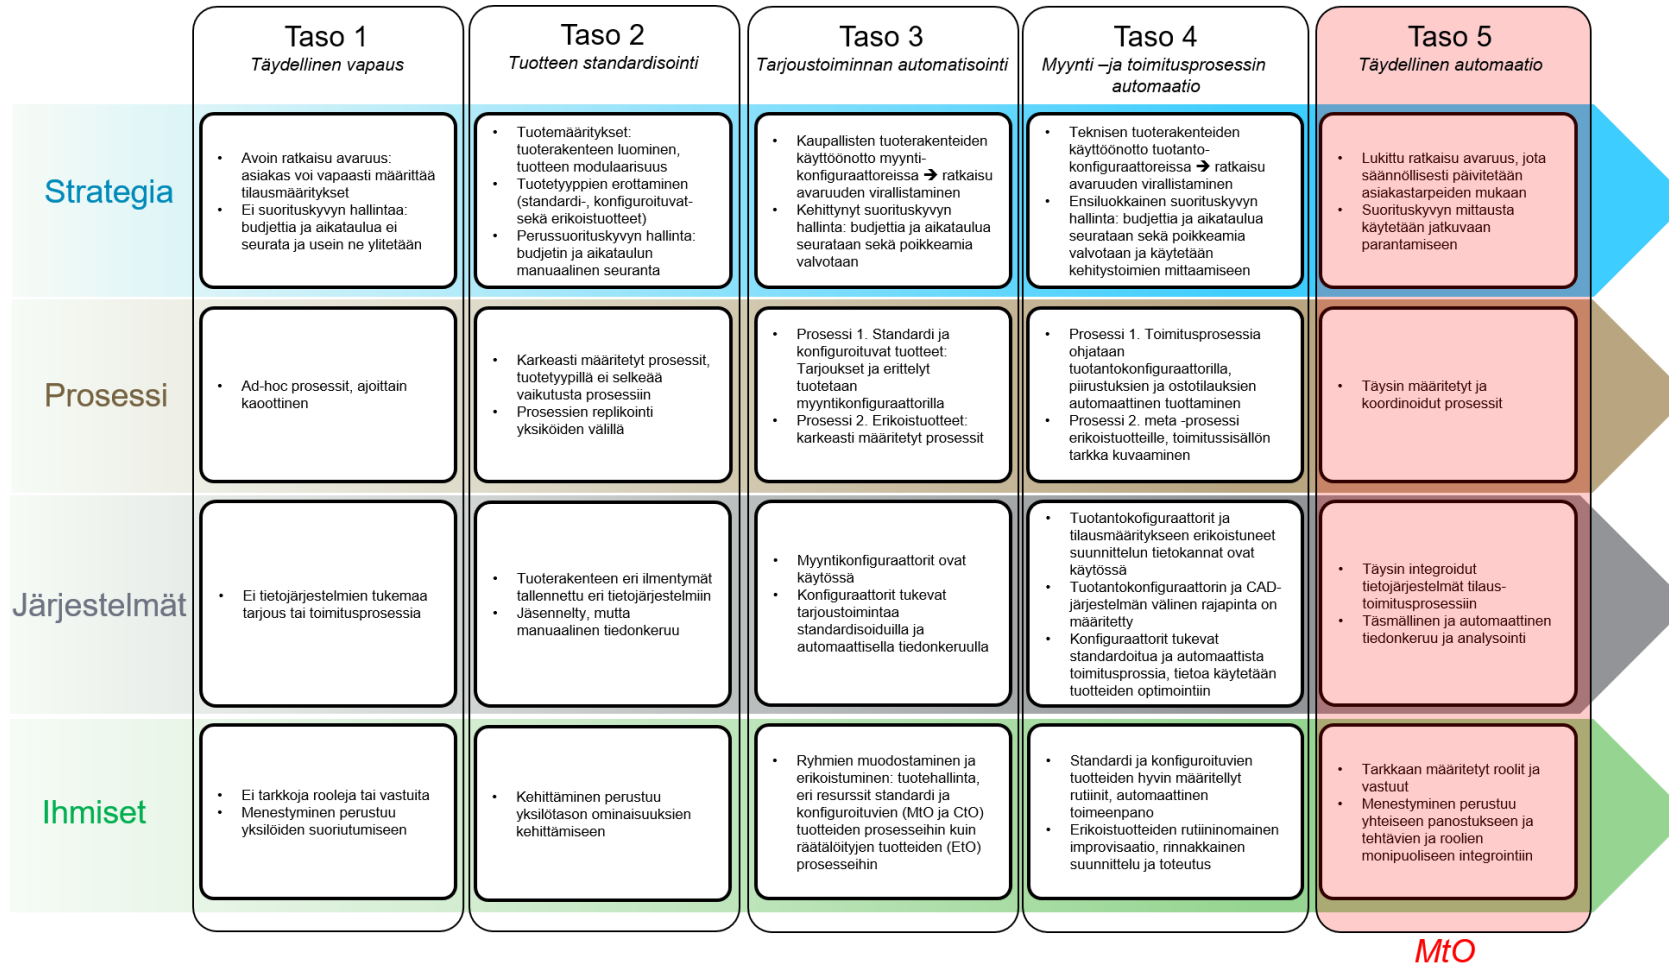 Taso 1
Täydellinen vapaus
Taso 2
Tuotteen standardisointi
Taso 3
Tarjoustoiminnan automatisointi
Taso 4
Myynti –ja toimitusprosessin
automaatio
Taso 5
Täydellinen automaatio
Strategia
• Avoin ratkaisu avaruus:
asiakas voi vapaasti määrittää
tilausmääritykset
• Ei suorituskyvyn hallintaa:
budjettia ja aikataulua ei
seurata ja usein ne ylitetään
• Tuotemääritykset:
tuoterakenteen luominen,
tuotteen modulaarisuus
• Tuotetyyppien erottaminen
(standardi-, konfiguroituvat-
sekä erikoistuotteet)
• Perussuorituskyvyn hallinta:
budjetin ja aikataulun
manuaalinen seuranta
• Kaupallisten tuoterakenteiden
käyttöönotto myynti-
konfiguraattoreissa ➔ ratkaisu
avaruuden virallistaminen
• Kehittynyt suorituskyvyn
hallinta: budjettia ja aikataulua
seurataan sekä poikkeamia
valvotaan
• Teknisen tuoterakenteiden
käyttöönotto tuotanto-
konfiguraattoreissa ➔ ratkaisu
avaruuden virallistaminen
• Ensiluokkainen suorituskyvyn
hallinta: budjettia ja aikataulua
seurataan sekä poikkeamia
valvotaan ja käytetään
kehitystoimien mittaamiseen
• Lukittu ratkaisu avaruus, jota
säännöllisesti päivitetään
asiakastarpeiden mukaan
• Suorituskyvyn mittausta
käytetään jatkuvaan
parantamiseen
Prosessi
• Ad-hoc prosessit, ajoittain
kaoottinen
• Karkeasti määritetyt prosessit,
tuotetyypillä ei selkeää
vaikutusta prosessiin
• Prosessien replikointi
yksiköiden välillä
• Prosessi 1. Standardi ja
konfiguroituvat tuotteet:
Tarjoukset ja erittelyt
tuotetaan
myyntikonfiguraattorilla
• Prosessi 2. Erikoistuotteet:
karkeasti määritetyt prosessit
• Prosessi 1. Toimitusprosessia
ohjataan
tuotantokonfiguraattorilla,
piirustuksien ja ostotilauksien
automaattinen tuottaminen
• Prosessi 2. meta -prosessi
erikoistuotteille, toimitussisällön
tarkka kuvaaminen
• Täysin määritetyt ja
koordinoidut prosessit
Järjestelmät
• Ei tietojärjestelmien tukemaa
tarjous tai toimitusprosessia
• Tuoterakenteen eri ilmentymät
tallennettu eri tietojärjestelmiin
• Jäsennelty, mutta
manuaalinen tiedonkeruu
• Myyntikonfiguraattorit ovat
käytössä
• Konfiguraattorit tukevat
tarjoustoimintaa
standardisoiduilla ja
automaattisella tiedonkeruulla
• Tuotantokofiguraattorit ja
tilausmääritykseen erikoistuneet
suunnittelun tietokannat ovat
käytössä
• Tuotantokonfiguraattorin ja CAD-
järjestelmän välinen rajapinta on
määritetty
• Konfiguraattorit tukevat
standardoitua ja automaattista
toimitusprossia, tietoa käytetään
tuotteiden optimointiin
• Täysin integroidut
tietojärjestelmät tilaus-
toimitusprosessiin
• Täsmällinen ja automaattinen
tiedonkeruu ja analysointi
Ihmiset
• Ei tarkkoja rooleja tai vastuita
• Menestyminen perustuu
yksilöiden suoriutumiseen
• Kehittäminen perustuu
yksilötason ominaisuuksien
kehittämiseen
• Ryhmien muodostaminen ja
erikoistuminen: tuotehallinta,
eri resurssit standardi ja
konfiguroituvien (MtO ja CtO)
tuotteiden prosesseihin kuin
räätälöityjen tuotteiden (EtO)
prosesseihin
• Standardi ja konfiguroituvien
tuotteiden hyvin määritellyt
rutiinit, automaattinen
toimeenpano
• Erikoistuotteiden rutiininomainen
improvisaatio, rinnakkainen
suunnittelu ja toteutus
• Tarkkaan määritetyt roolit ja
vastuut
• Menestyminen perustuu
yhteiseen panostukseen ja
tehtävien ja roolien
monipuoliseen integrointiin
MtO